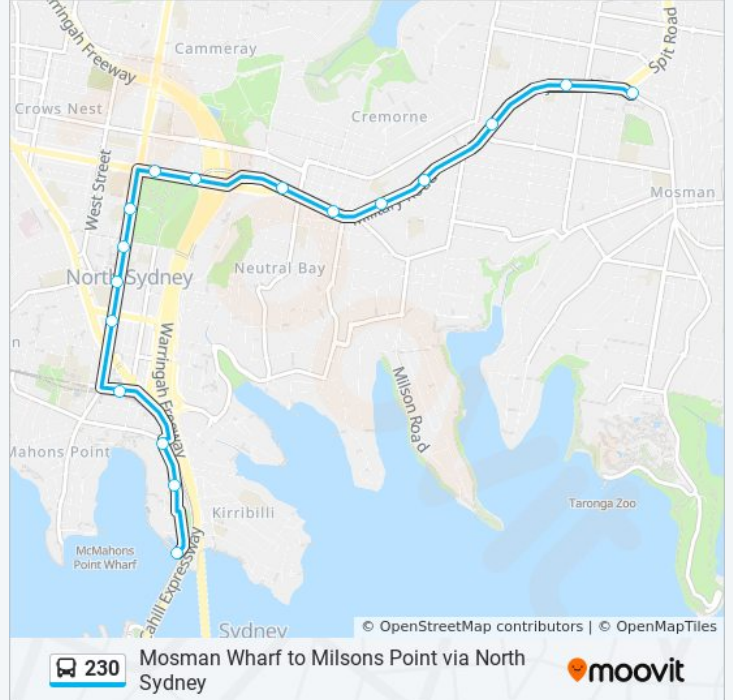 Warringah Freeway
Spit Road
Cammeray
Crows Nest
Cremorne
West Street
Mosman
Military Road
North Sydney
Neutral Bay
Warringah Freeway
Milson Road
Mahons Point
Taronga Zoo
Kirribilli
McMahons
Point Wharf
Cahill Expressway
Sydney
© OpenStreetMap contributors | © OpenMapTiles
230
Mosman Wharf to Milsons Point via North
Sydney
moovit